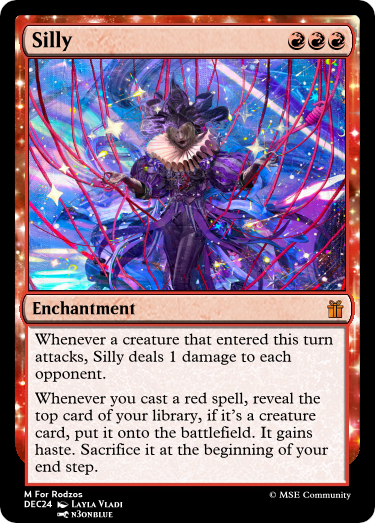 Silly
Enchantment
Whenever a creature that entered this turn
attacks, Silly deals 1 damage to each
opponent.
Whenever you cast a red spell, reveal the
top card of your library, if it's a creature
card, put it onto the battlefield. It gains
haste. Sacrifice it at the beginning of your
end step.
M For Rodzos
DEC24 Layla Vladi
n3onblue
© MSE Community